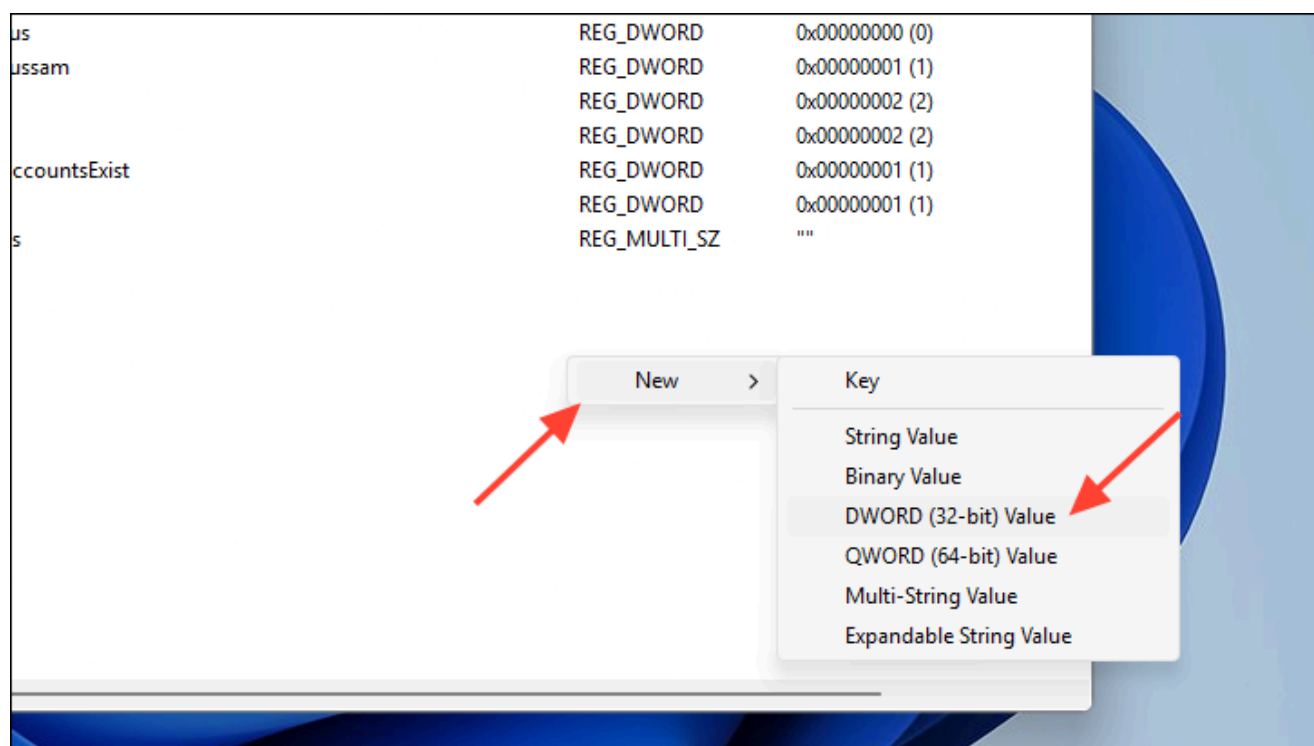 us REG_DWORD 0x00000000 (0)
ussam REG_DWORD 0x00000001 (1)
REG_DWORD 0x00000002 (2)
REG_DWORD 0x00000002 (2)
ccountsExist REG_DWORD 0x00000001 (1)
REG_DWORD 0x00000001 (1)
s REG_MULTI_SZ ""
New
Key
String Value
Binary Value
DWORD (32-bit) Value
QWORD (64-bit) Value
Multi-String Value
Expandable String Value